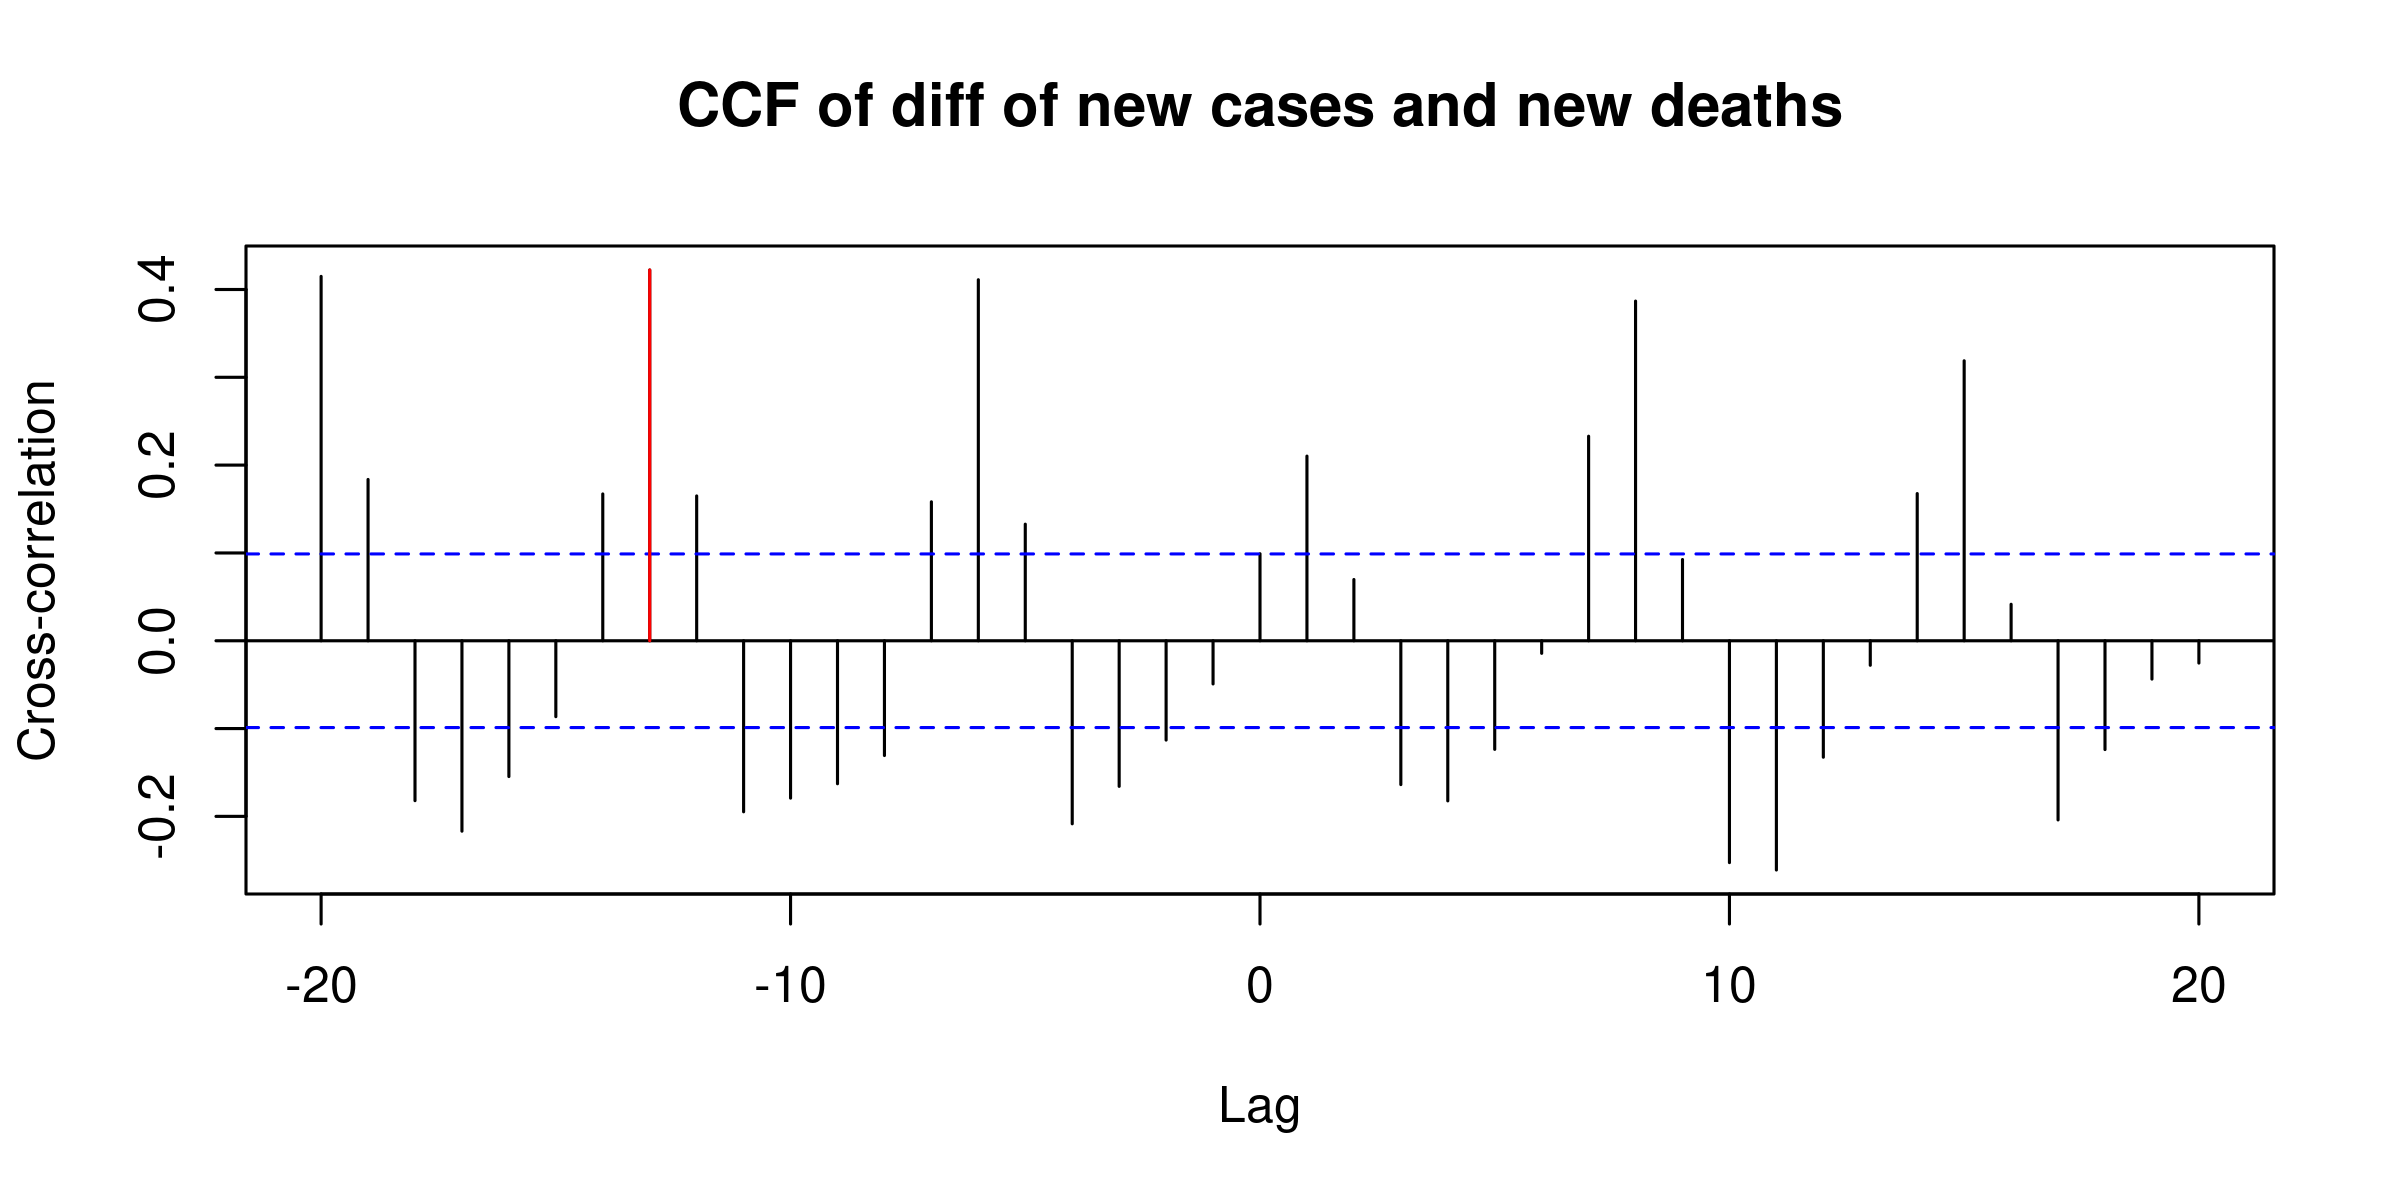 CCF of diff of new cases and new deaths
Cross-correlation
0.4
0.2
0.0
-0.2
-20 -10 0 10 20
Lag